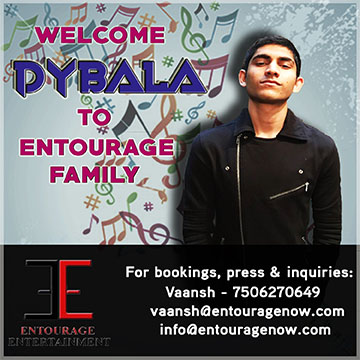 WELCOME
DYBALA
TO
ENTOURAGE
FAMILY
For bookings, press & inquiries:
Vaansh - 7506270649
vaansh@entouragenow.com
info@entouragenow.com
EE
ENTOURAGE
ENTERTAINMENT